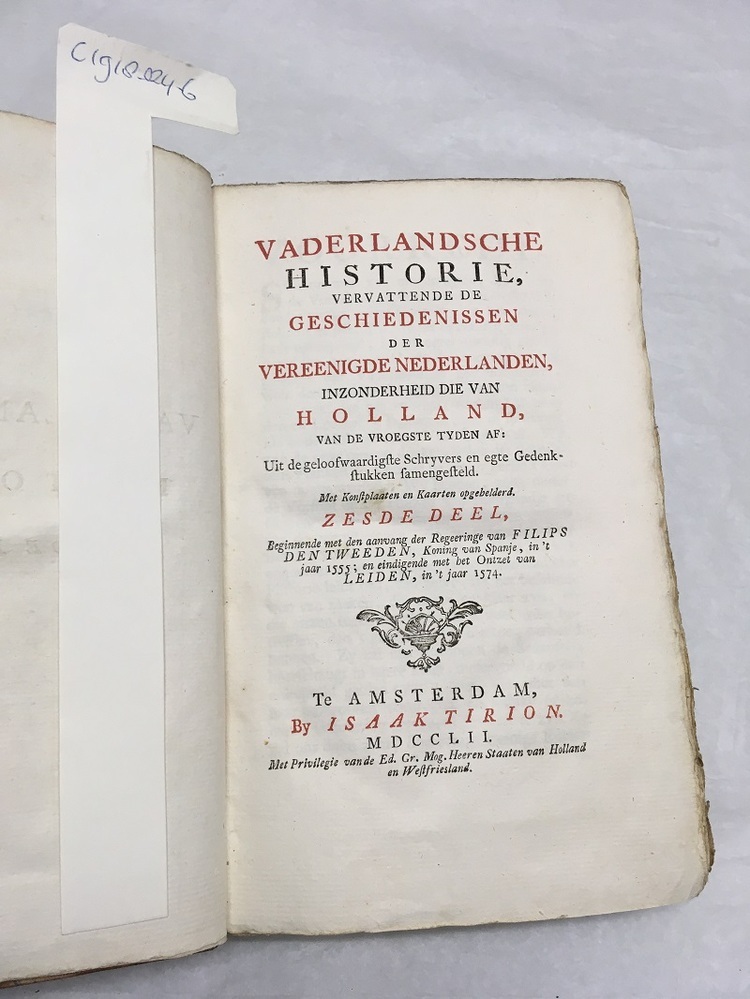 C1918-024-6
VADERLANDSCHE
HISTORIE,
VERVATTENDE DE
GESCHIEDENISSEN
DER
VEREENIGDE NEDERLANDEN,
INZONDERHEID DIE VAN
HOLLAND,
VAN DE VROEGSTE TYDEN AF:
Uit de geloofwaardigſte Schryvers en egte Gedenk-
ſtukken ſamengeſteld.
Met Konſtplaaten en Kaarten opgehelderd.
ZESDE DEEL,
Beginnende met den aanvang der Regeeringe van FILIPS
DEN TWEEDEN, Koning van Spanje, in 't
jaar 1555; en eindigende met het Ontzet van
LEIDEN, in 't jaar 1574.
Te AMSTERDAM,
By ISAAK TIRION.
MDCCLII.
Met Privilegie van de Ed. Gr. Mog. Heeren Staaten van Holland
en Weſtfriesland.